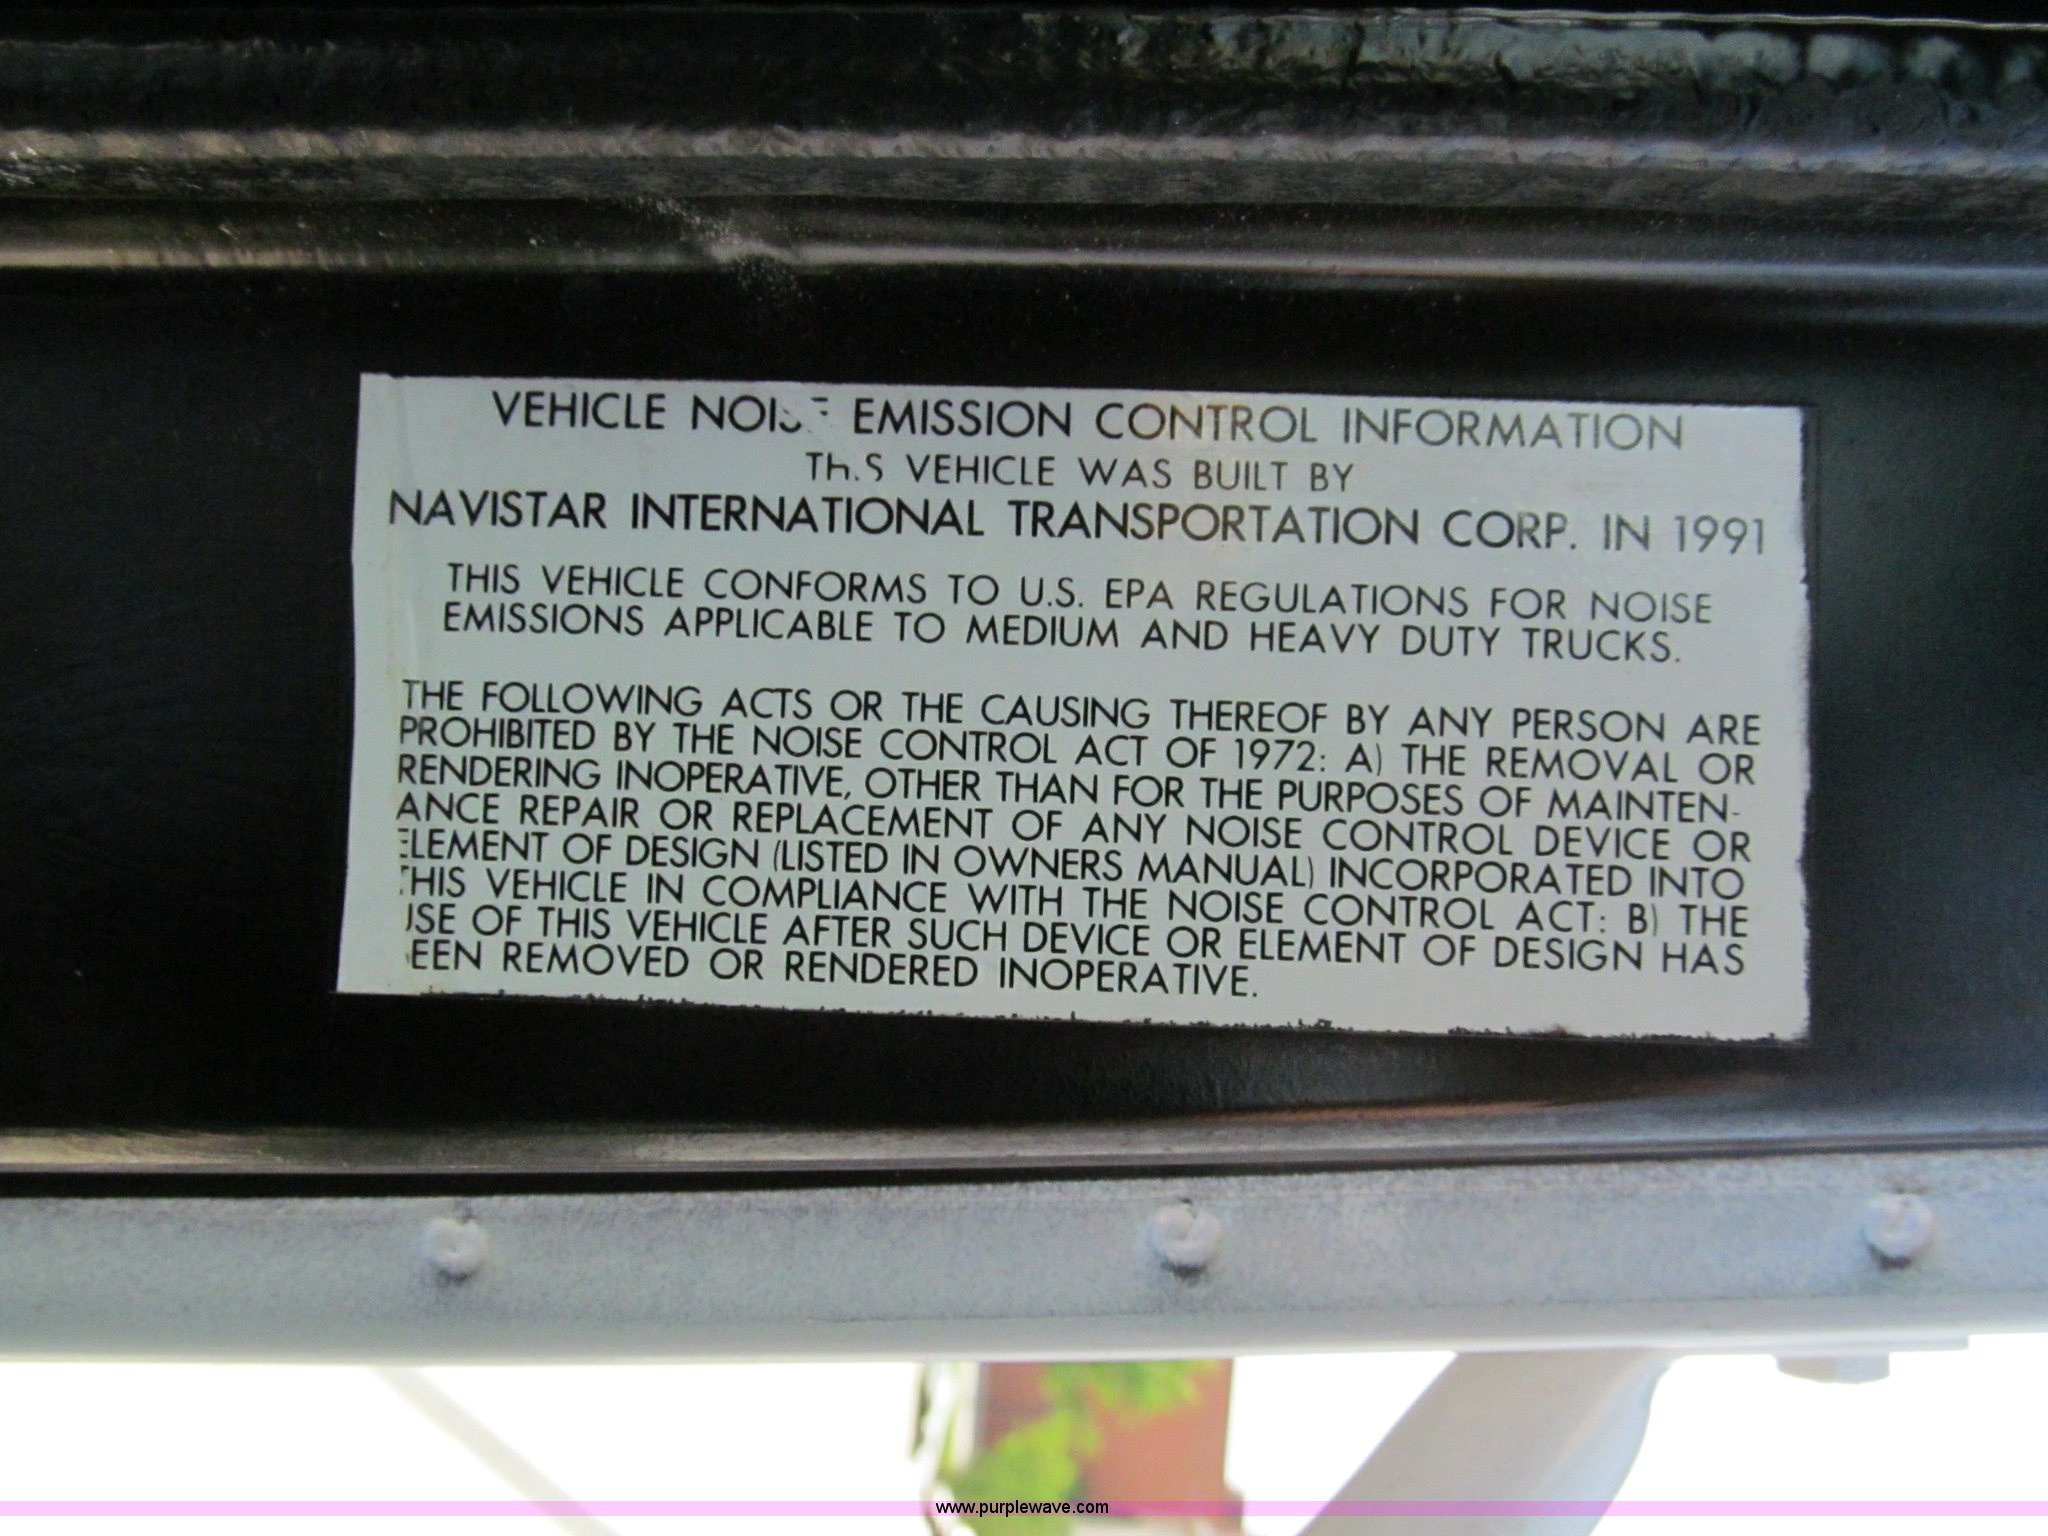 VEHICLE NOISE EMISSION CONTROL INFORMATION
THIS VEHICLE WAS BUILT BY
NAVISTAR INTERNATIONAL TRANSPORTATION CORP. IN 1991
THIS VEHICLE CONFORMS TO U.S. EPA REGULATIONS FOR NOISE
EMISSIONS APPLICABLE TO MEDIUM AND HEAVY DUTY TRUCKS.
THE FOLLOWING ACTS OR THE CAUSING THEREOF BY ANY PERSON ARE
PROHIBITED BY THE NOISE CONTROL ACT OF 1972: A) THE REMOVAL OR
RENDERING INOPERATIVE, OTHER THAN FOR THE PURPOSES OF MAINTEN-
ANCE REPAIR OR REPLACEMENT OF ANY NOISE CONTROL DEVICE OR
ELEMENT OF DESIGN (LISTED IN OWNERS MANUAL) INCORPORATED INTO
THIS VEHICLE IN COMPLIANCE WITH THE NOISE CONTROL ACT: B) THE
USE OF THIS VEHICLE AFTER SUCH DEVICE OR ELEMENT OF DESIGN HAS
BEEN REMOVED OR RENDERED INOPERATIVE.
www.purplewave.com